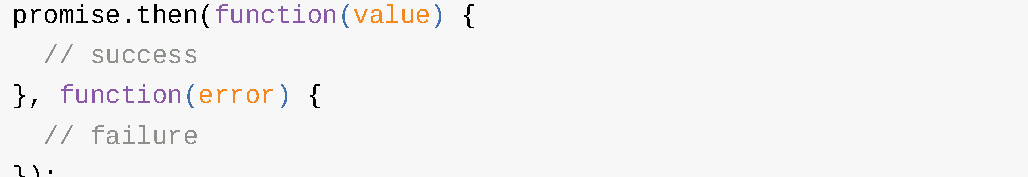 promise.then(function(value) {
  // success
}, function(error) {
  // failure
});